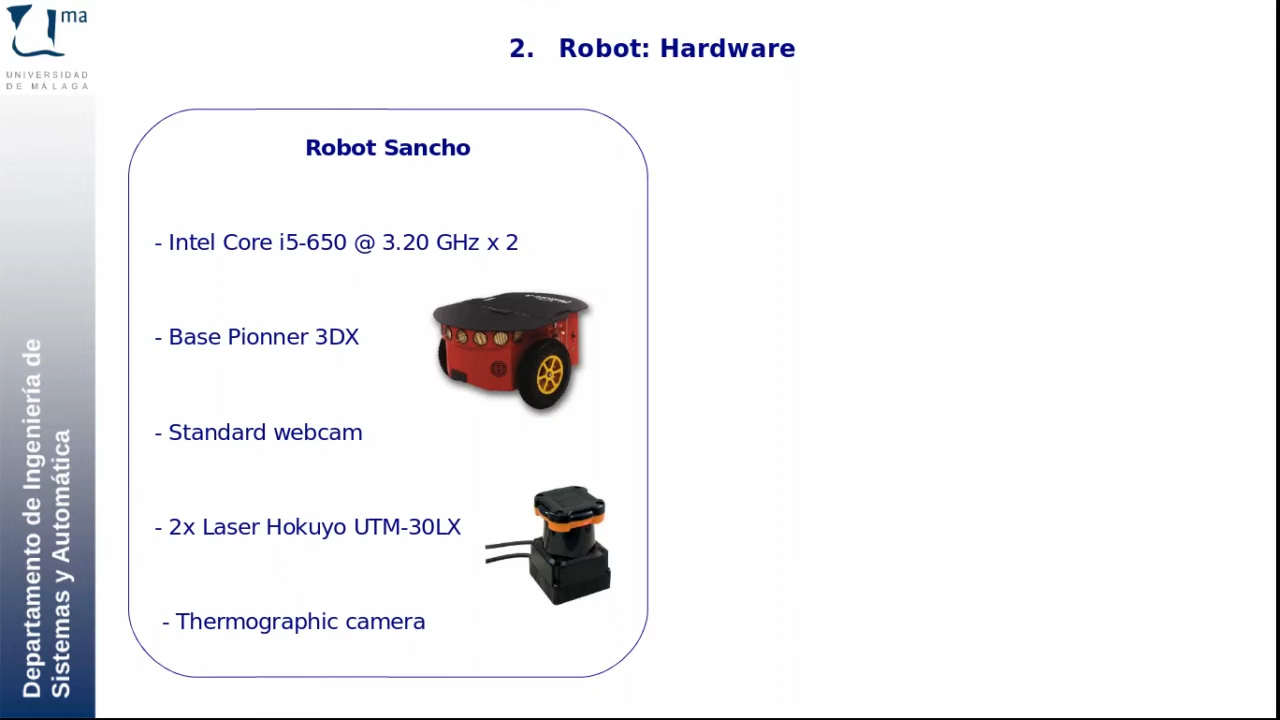 ma
UNIVERSIDAD
DE MÁLAGA
2. Robot: Hardware
Robot Sancho
- Intel Core i5-650 @ 3.20 GHz x 2
- Base Pionner 3DX
- Standard webcam
- 2x Laser Hokuyo UTM-30LX
- Thermographic camera
Departamento de Ingeniería de
Sistemas y Automática